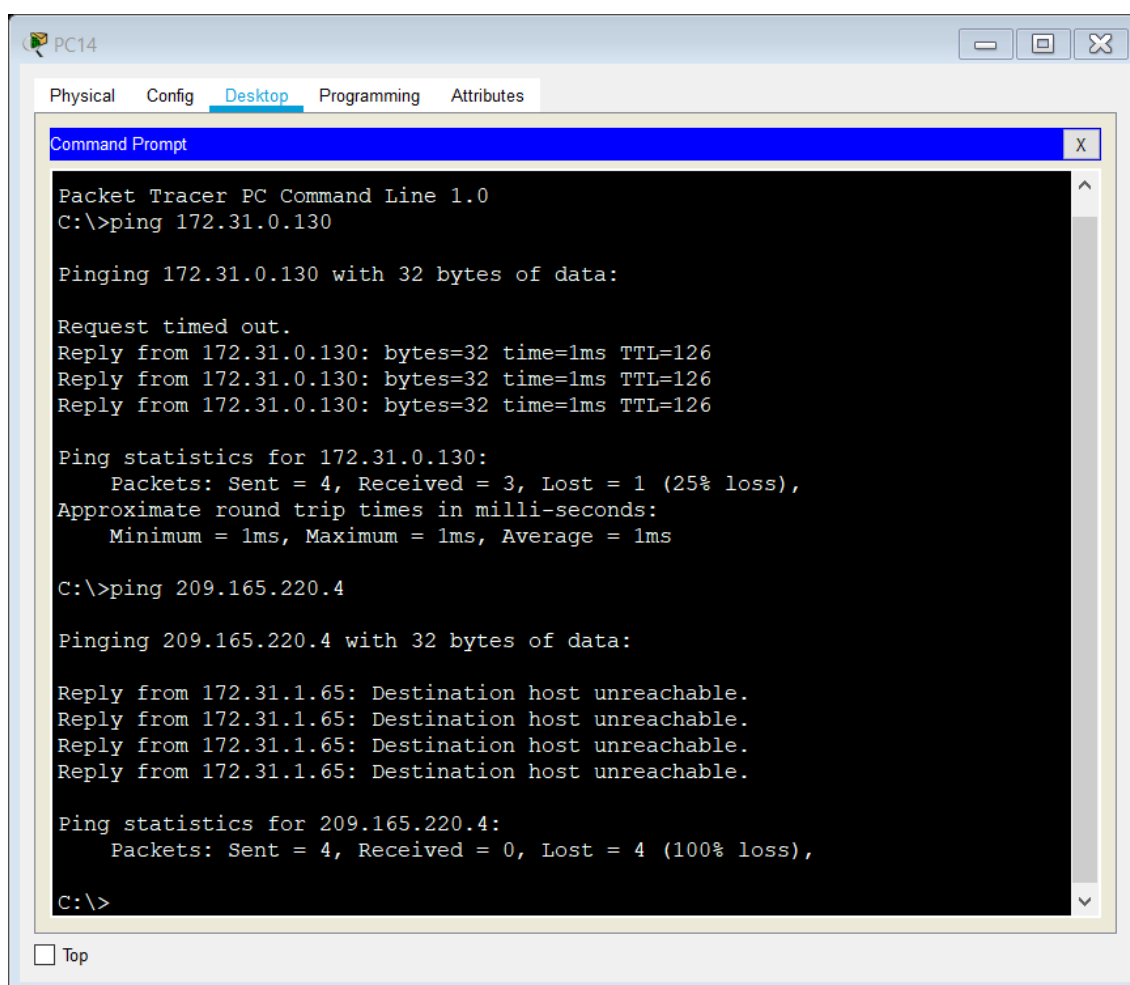 PC14
Physical Config Desktop Programming Attributes
Command Prompt X
Packet Tracer PC Command Line 1.0
C:\>ping 172.31.0.130
Pinging 172.31.0.130 with 32 bytes of data:
Request timed out.
Reply from 172.31.0.130: bytes=32 time=1ms TTL=126
Reply from 172.31.0.130: bytes=32 time=1ms TTL=126
Reply from 172.31.0.130: bytes=32 time=1ms TTL=126
Ping statistics for 172.31.0.130:
    Packets: Sent = 4, Received = 3, Lost = 1 (25% loss),
Approximate round trip times in milli-seconds:
    Minimum = 1ms, Maximum = 1ms, Average = 1ms
C:\>ping 209.165.220.4
Pinging 209.165.220.4 with 32 bytes of data:
Reply from 172.31.1.65: Destination host unreachable.
Reply from 172.31.1.65: Destination host unreachable.
Reply from 172.31.1.65: Destination host unreachable.
Reply from 172.31.1.65: Destination host unreachable.
Ping statistics for 209.165.220.4:
    Packets: Sent = 4, Received = 0, Lost = 4 (100% loss),
C:\>
Top